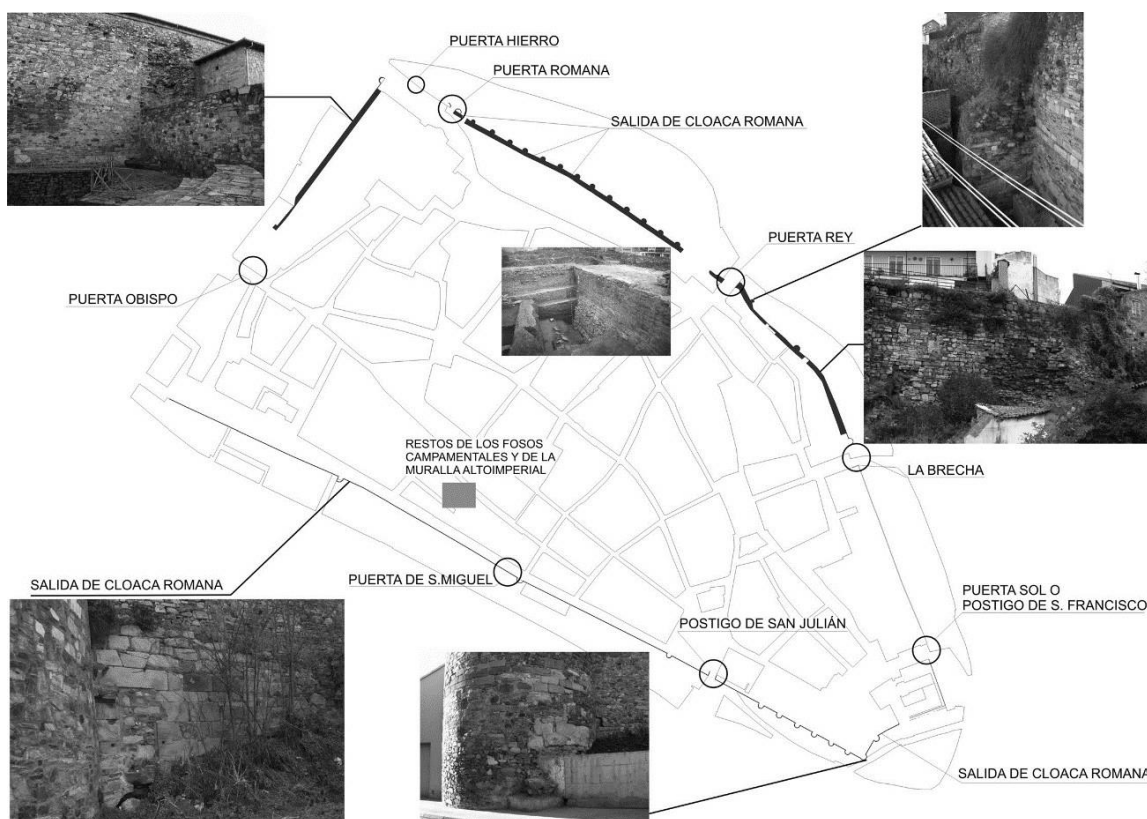 PUERTA HIERRO
PUERTA ROMANA
SALIDA DE CLOACA ROMANA
PUERTA REY
PUERTA OBISPO
RESTOS DE LOS FOSOS
CAMPAMENTALES Y DE LA
MURALLA ALTOIMPERIAL
LA BRECHA
SALIDA DE CLOACA ROMANA
PUERTA DE S.MIGUEL
PUERTA SOL O
POSTIGO DE S. FRANCISCO
POSTIGO DE SAN JULIÁN
SALIDA DE CLOACA ROMANA